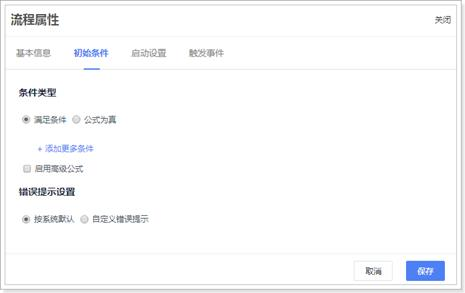 流程属性 关闭
基本信息 初始条件 启动设置 触发事件
条件类型
满足条件 公式为真
+ 添加更多条件
启用高级公式
错误提示设置
按系统默认 自定义错误提示
取消 保存